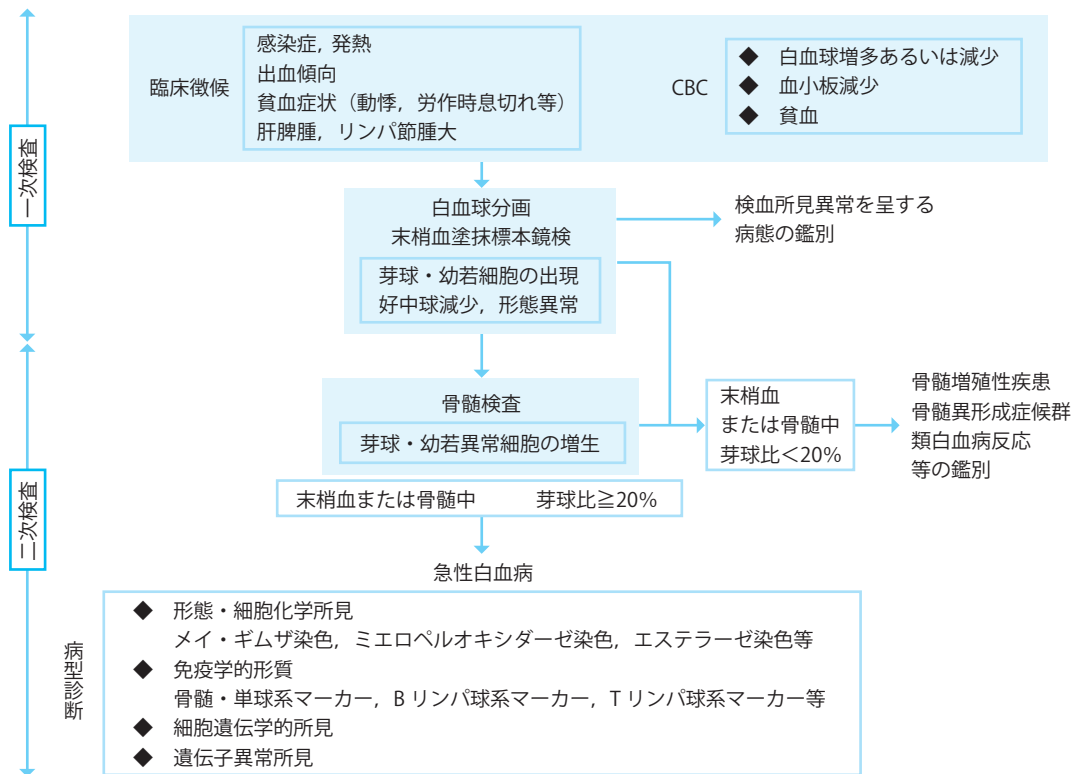 一次検査
臨床徴候
感染症，発熱
出血傾向
貧血症状（動悸，労作時息切れ等）
肝脾腫，リンパ節腫大
CBC
◆ 白血球増多あるいは減少
◆ 血小板減少
◆ 貧血
白血球分画
末梢血塗抹標本鏡検
芽球・幼若細胞の出現
好中球減少，形態異常
検血所見異常を呈する
病態の鑑別
二次検査
骨髄検査
芽球・幼若異常細胞の増生
末梢血
または骨髄中
芽球比＜20%
骨髄増殖性疾患
骨髄異形成症候群
類白血病反応
等の鑑別
末梢血または骨髄中 芽球比≧20%
急性白血病
病型診断
◆ 形態・細胞化学所見
メイ・ギムザ染色，ミエロペルオキシダーゼ染色，エステラーゼ染色等
◆ 免疫学的形質
骨髄・単球系マーカー，B リンパ球系マーカー，T リンパ球系マーカー等
◆ 細胞遺伝学的所見
◆ 遺伝子異常所見